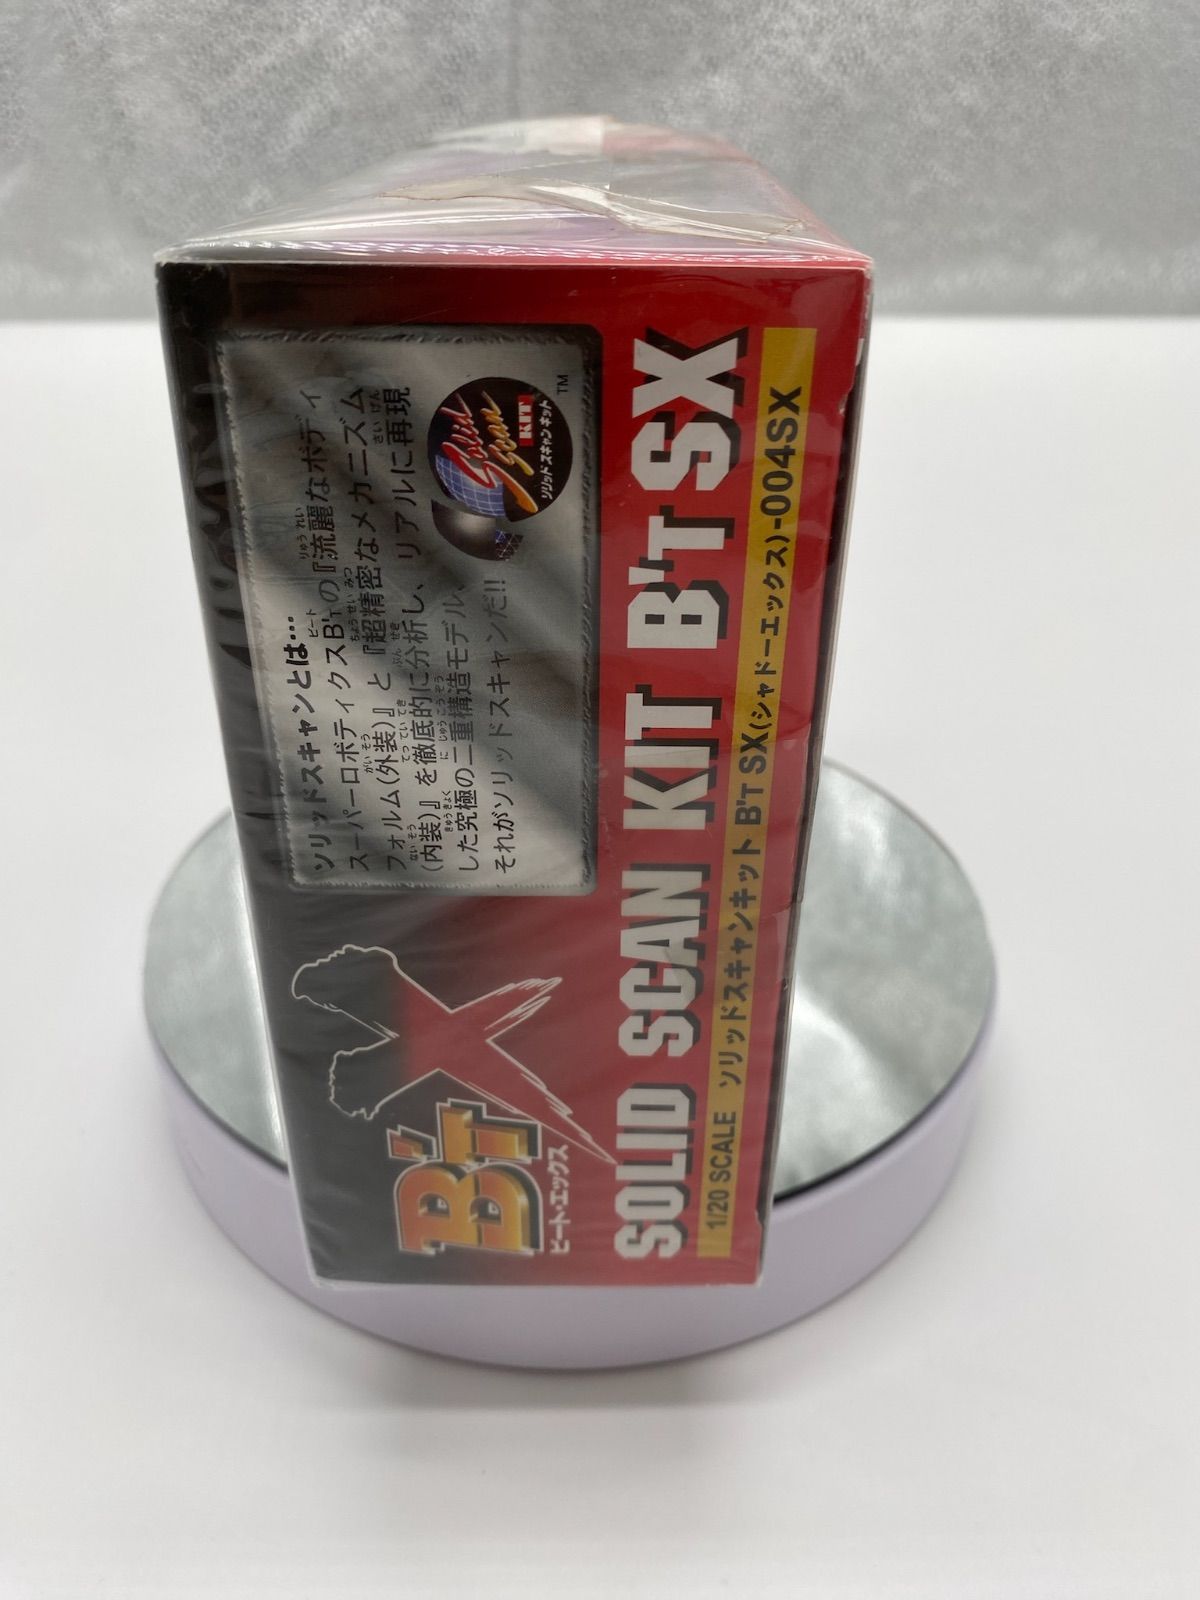 ソリッドスキャンとは…
スーパーロボティクスB'Tの『流麗なボディ
フォルム(外装)』と『超精密なメカニズム
(内装)』を徹底的に分析し、リアルに再現
した究極の二重構造モデル、
それがソリッドスキャンだ!!
Solid
Scan
KIT
ソリッドスキャンキット
TM
B'T
X
ビート・エックス
SOLID SCAN KIT B'T SX
1/20 SCALE ソリッドスキャンキット B'T SX(シャドーエックス)-004SX